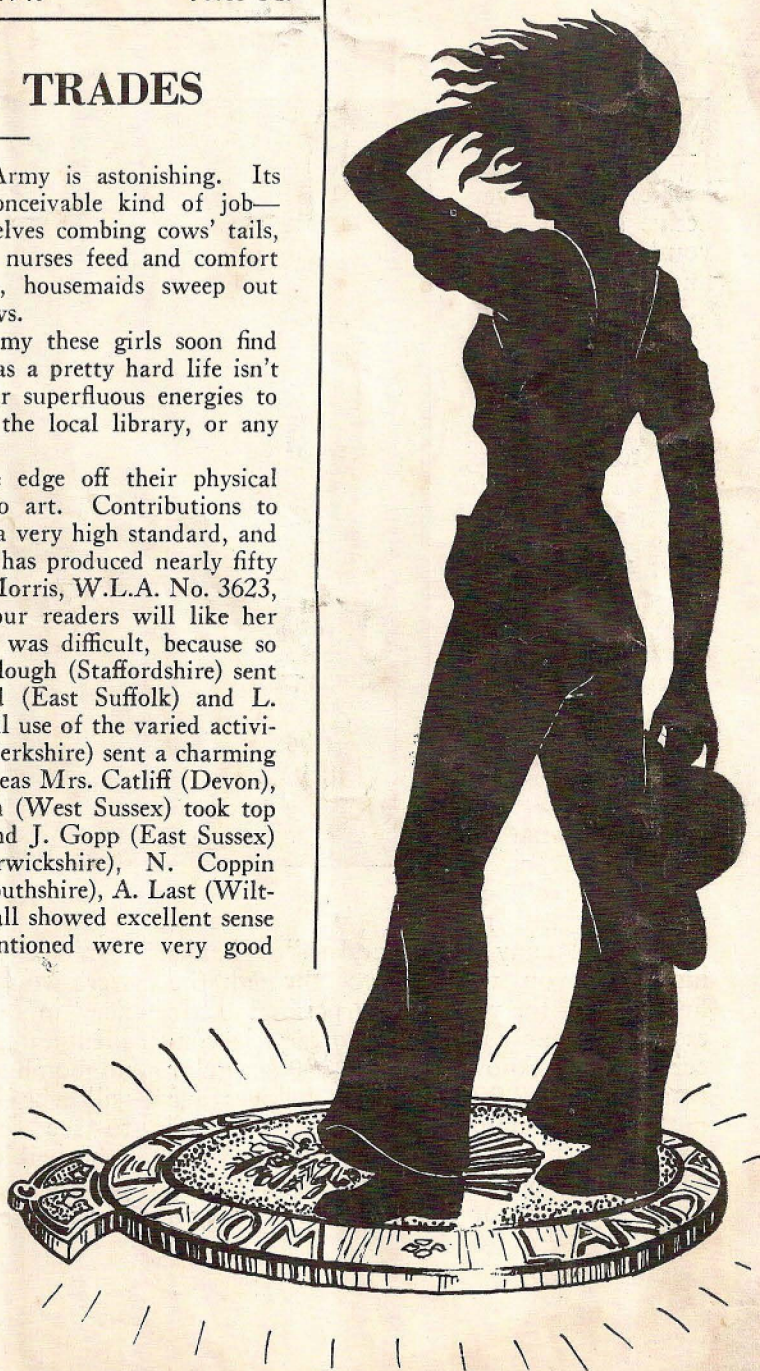 TRADES
Army is astonishing. Its
onceivable kind of job—
elves combing cows' tails,
nurses feed and comfort
, housemaids sweep out
ws.
my these girls soon find
as a pretty hard life isn't
r superfluous energies to
the local library, or any
e edge off their physical
o art. Contributions to
a very high standard, and
has produced nearly fifty
Morris, W.L.A. No. 3623,
our readers will like her
was difficult, because so
lough (Staffordshire) sent
d (East Suffolk) and L.
l use of the varied activi-
erkshire) sent a charming
eas Mrs. Catliff (Devon),
n (West Sussex) took top
nd J. Gopp (East Sussex)
rwickshire), N. Coppin
outhshire), A. Last (Wilt-
all showed excellent sense
ntioned were very good
WOM LAND